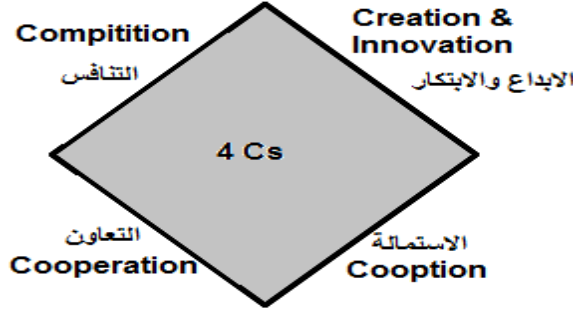 Compitition
التنافس
Creation &
Innovation
الابداع والابتكار
4 Cs
التعاون
Cooperation
الاستمالة
Cooption